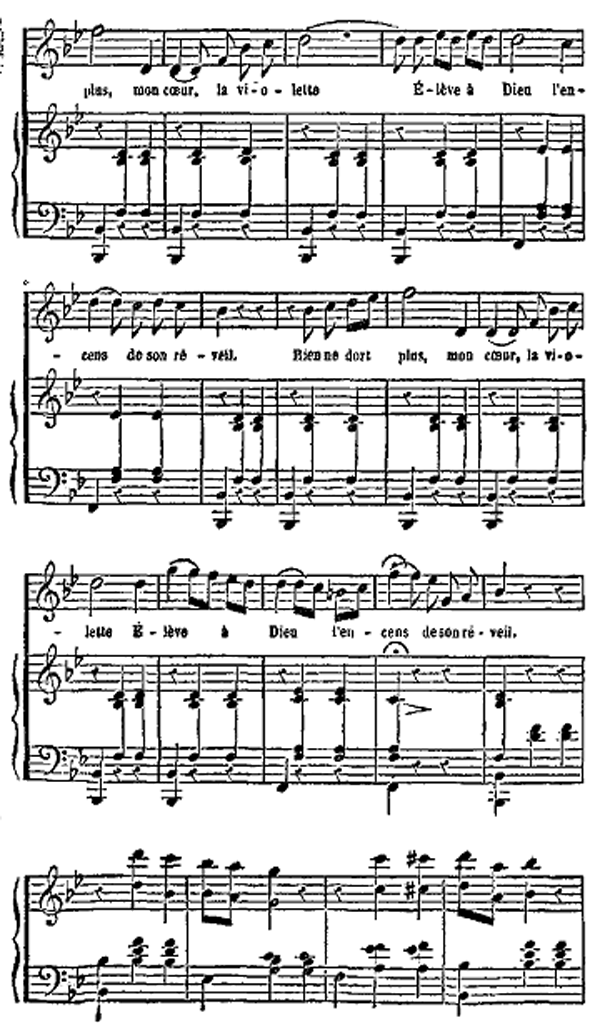 plus, mon cœur, la vi-o-lette É-lève à Dieu l'en-
- cens de son ré-veil. Rien ne dort plus, mon cœur, la vi-o-
- lette É-lève à Dieu l'en-cens de son ré-veil.